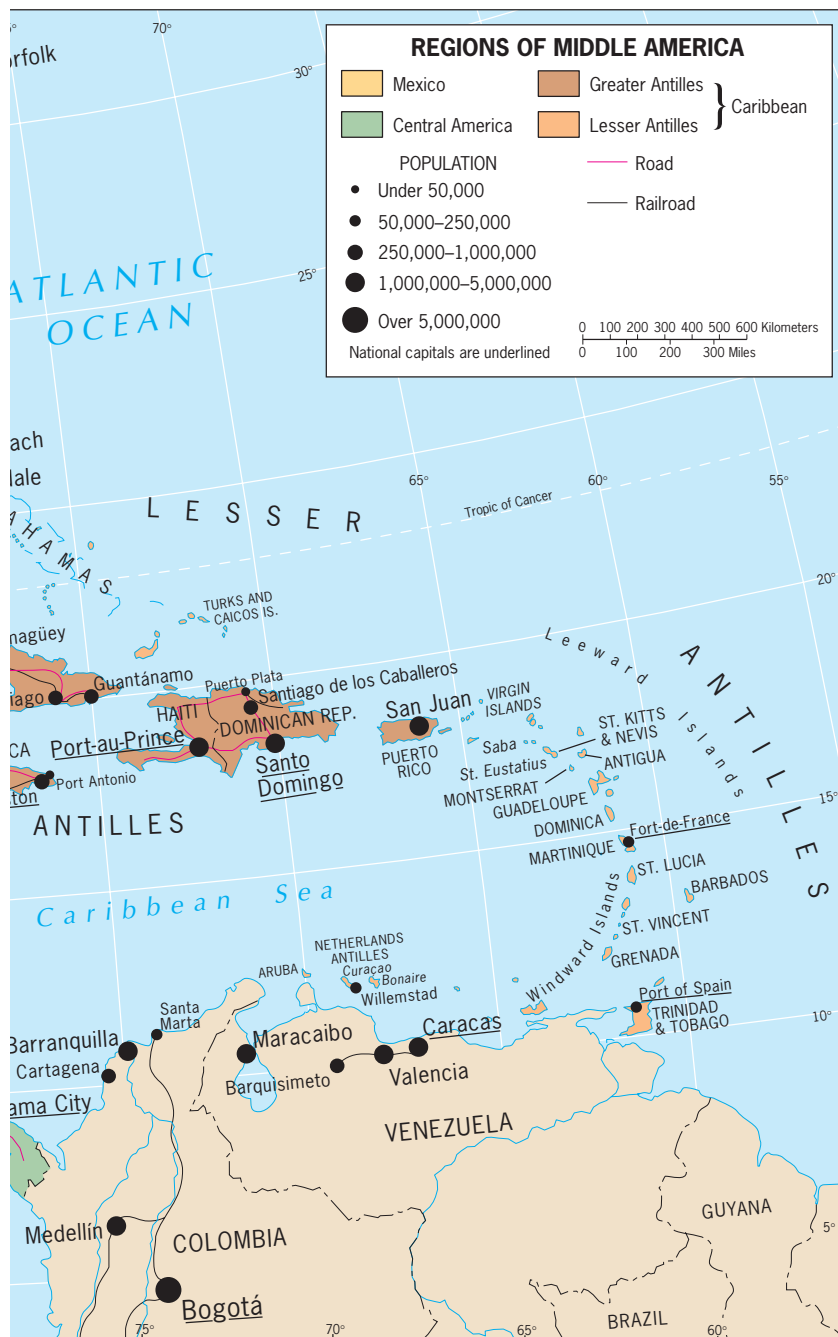 70°
orfolk
REGIONS OF MIDDLE AMERICA
Mexico
Greater Antilles
Central America
Lesser Antilles
Caribbean
POPULATION
Under 50,000
50,000–250,000
250,000–1,000,000
1,000,000–5,000,000
Over 5,000,000
National capitals are underlined
Road
Railroad
0 100 200 300 400 500 600 Kilometers
0 100 200 300 Miles
30°
25°
ATLANTIC
OCEAN
ach
dale
65°
60°
55°
Tropic of Cancer
LESSER
AHAMAS
20°
TURKS AND
CAICOS IS.
Leeward Islands
ANTILLES
magüey
Guantánamo
iago
Puerto Plata
Santiago de los Caballeros
HAITI
DOMINICAN REP.
Port-au-Prince
Santo
Domingo
San Juan
PUERTO
RICO
VIRGIN
ISLANDS
Saba
St. Eustatius
ST. KITTS
& NEVIS
ANTIGUA
MONTSERRAT
GUADELOUPE
DOMINICA
15°
CA
Port Antonio
ston
ANTILLES
Fort-de-France
MARTINIQUE
ST. LUCIA
BARBADOS
ST. VINCENT
GRENADA
Windward Islands
Caribbean Sea
NETHERLANDS
ANTILLES
ARUBA
Curaçao
Bonaire
Willemstad
Port of Spain
TRINIDAD
& TOBAGO
10°
Santa
Marta
Barranquilla
Cartagena
Maracaibo
Caracas
Barquisimeto
Valencia
ama City
VENEZUELA
GUYANA
Medellín
COLOMBIA
5°
Bogotá
BRAZIL
75°
70°
65°
60°